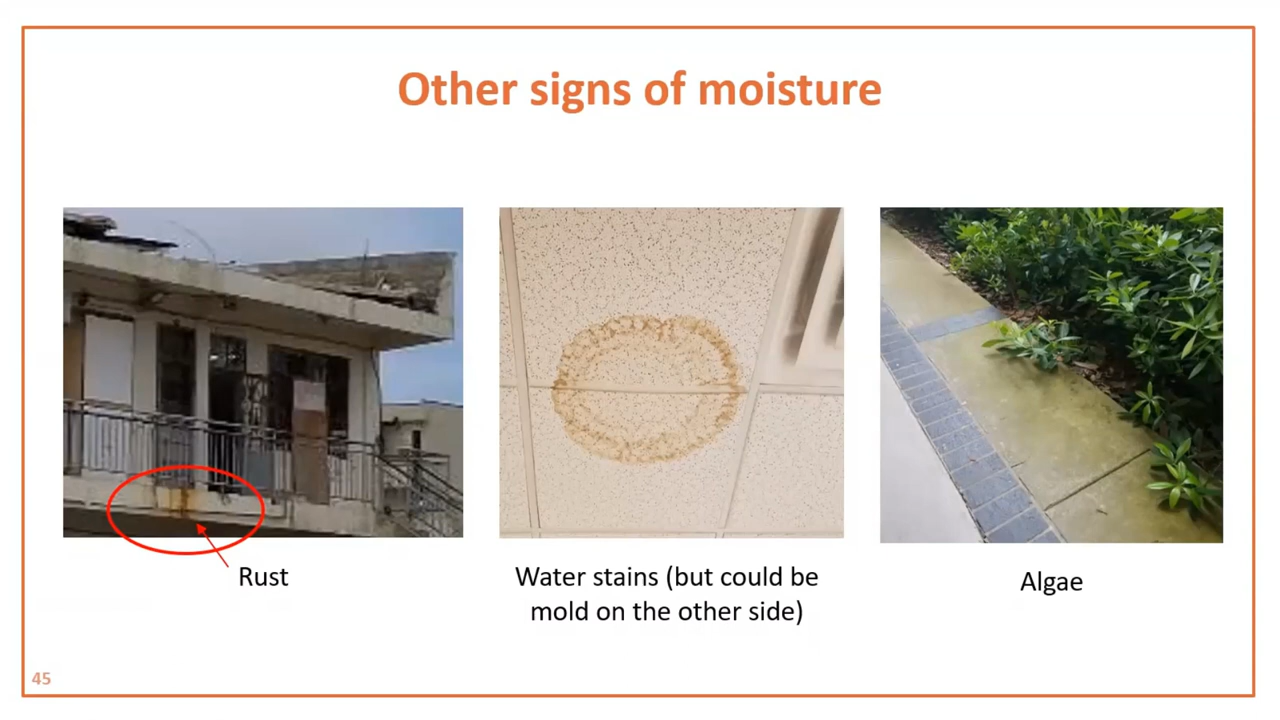 Other signs of moisture
Rust
Water stains (but could be
mold on the other side)
Algae
45